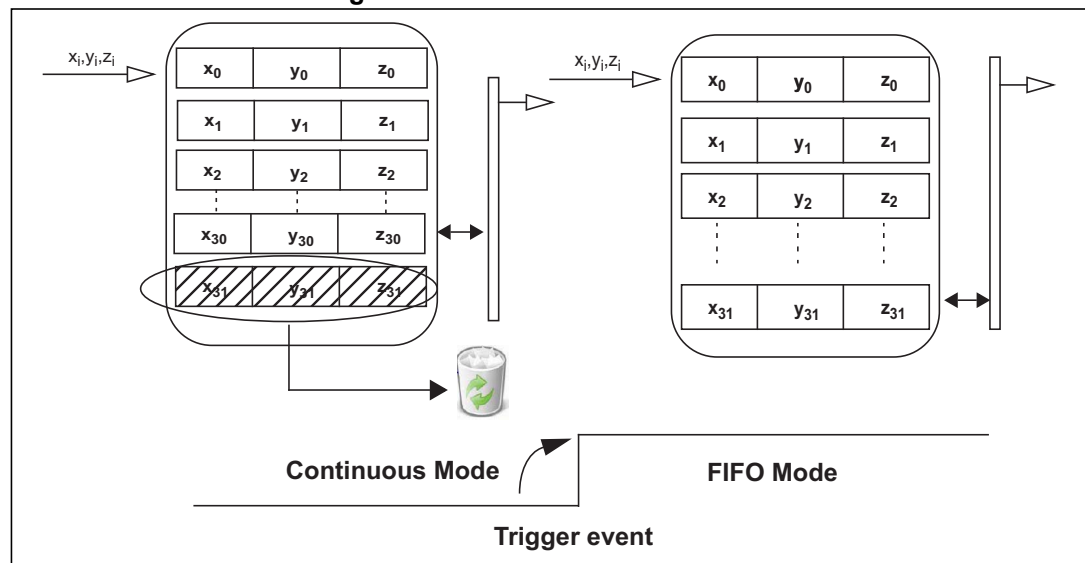 xi,yi,zi
x0 y0 z0
x1 y1 z1
x2 y2 z2
x30 y30 z30
x31 y31 z31
xi,yi,zi
x0 y0 z0
x1 y1 z1
x2 y2 z2
x31 y31 z31
Continuous Mode
FIFO Mode
Trigger event